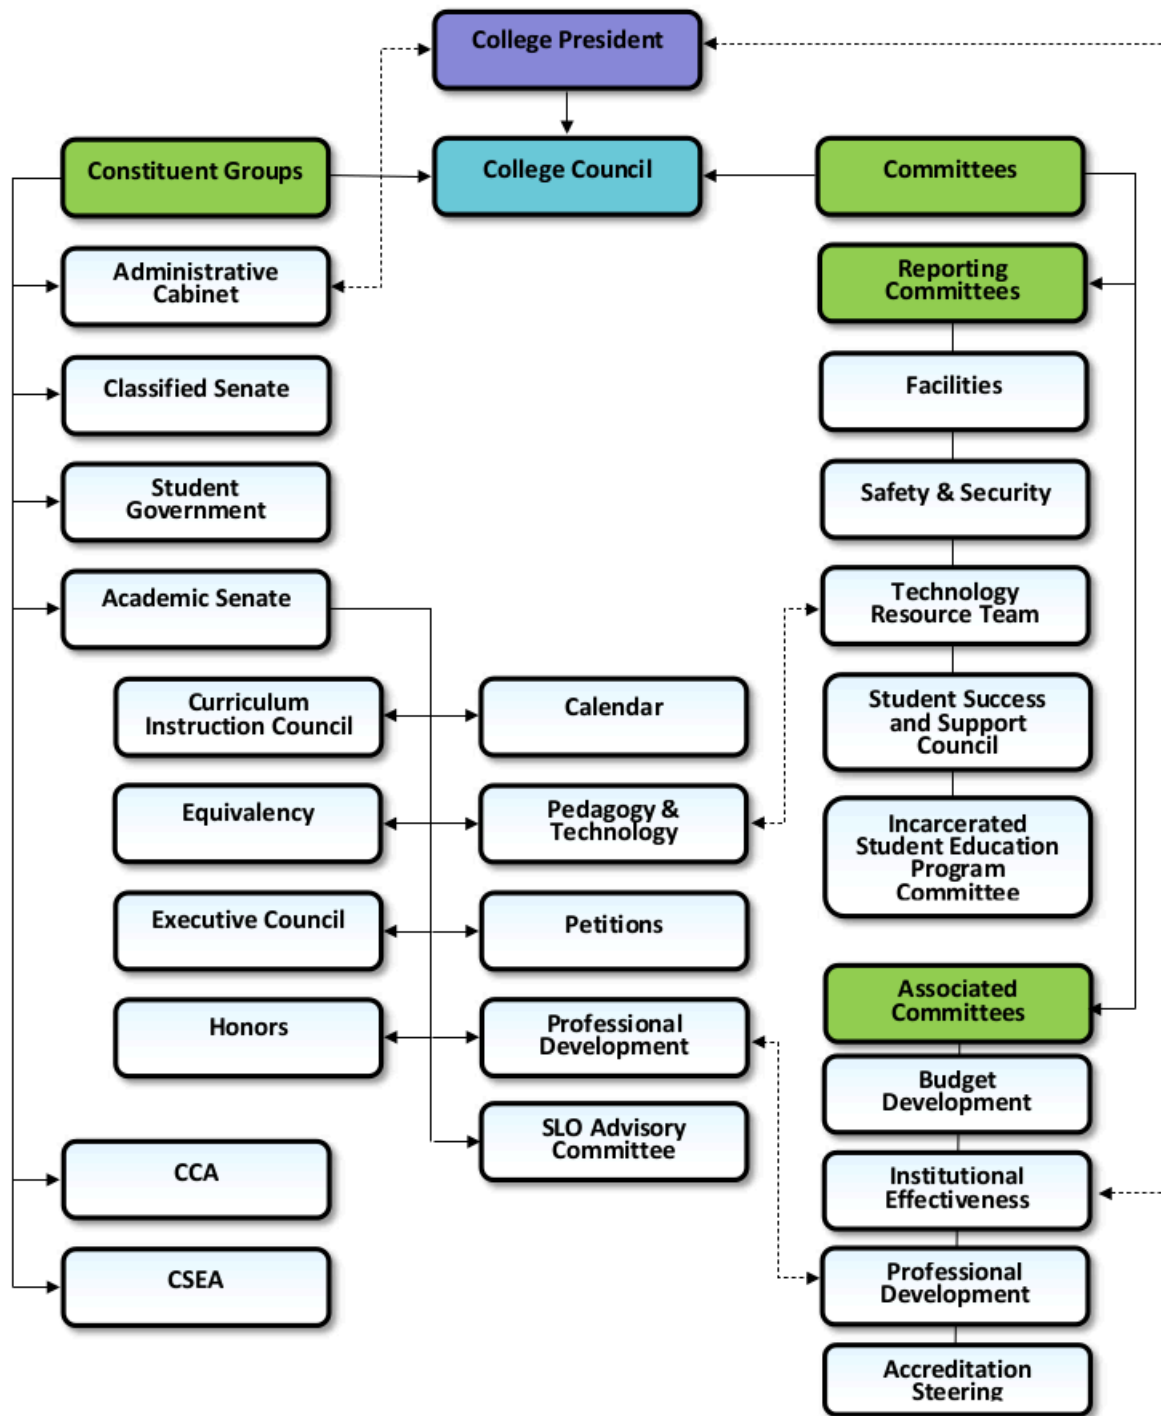 College President
Constituent Groups
College Council
Committees
Administrative
Cabinet
Reporting
Committees
Classified Senate
Facilities
Student
Government
Safety & Security
Academic Senate
Technology
Resource Team
Curriculum
Instruction Council
Calendar
Student Success
and Support
Council
Equivalency
Pedagogy &
Technology
Incarcerated
Student Education
Program
Committee
Executive Council
Petitions
Honors
Professional
Development
Associated
Committees
SLO Advisory
Committee
Budget
Development
CCA
Institutional
Effectiveness
CSEA
Professional
Development
Accreditation
Steering